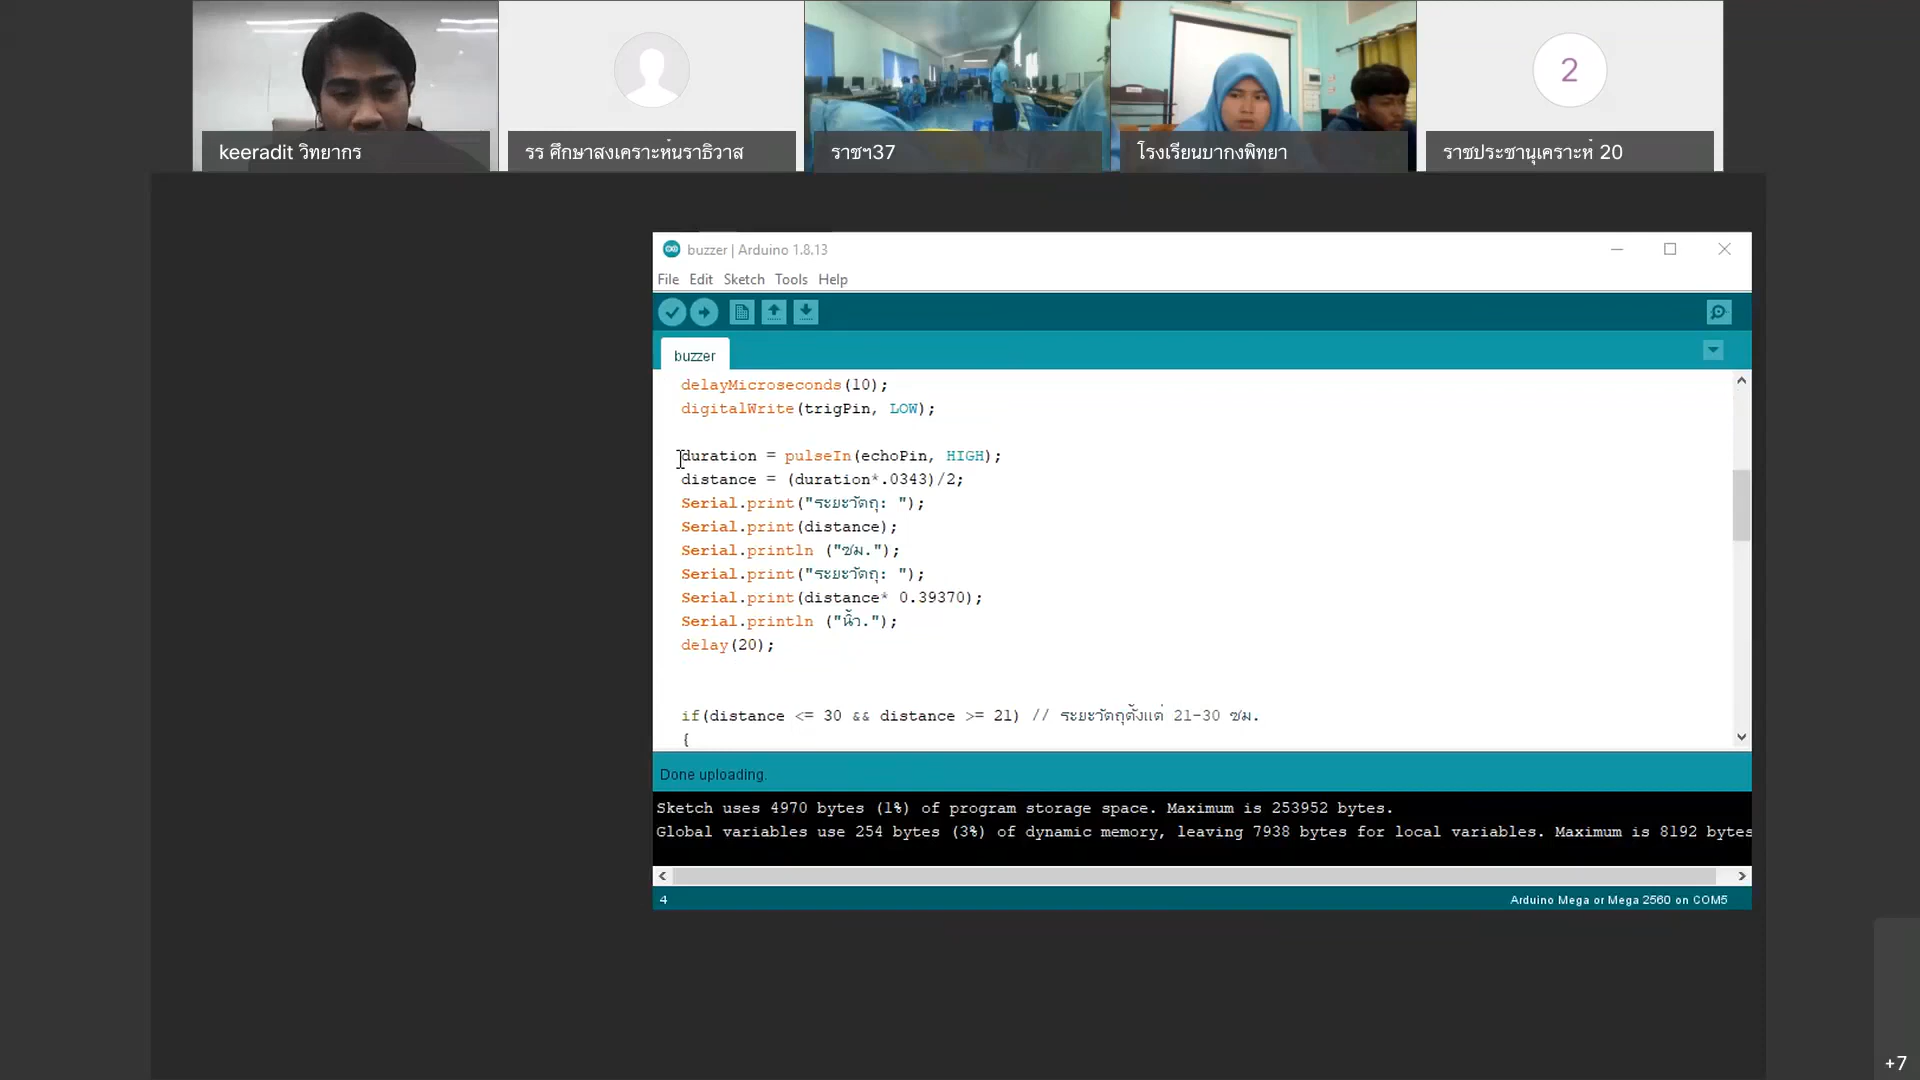 keeradit วิทยากร
รร ศึกษาสงเคราะห์นราธิวาส
ราชฯ37
โรงเรียนบากงพิทยา
2
ราชประชานุเคราะห์ 20
buzzer | Arduino 1.8.13
File Edit Sketch Tools Help
buzzer
delayMicroseconds(10);
digitalWrite(trigPin, LOW);
duration = pulseIn(echoPin, HIGH);
distance = (duration*.0343)/2;
Serial.print("ระยะวัตถุ: ");
Serial.print(distance);
Serial.println ("ซม.");
Serial.print("ระยะวัตถุ: ");
Serial.print(distance* 0.39370);
Serial.println ("นิ้ว.");
delay(20);
if(distance <= 30 && distance >= 21) // ระยะวัตถุตั้งแต่ 21-30 ซม.
{
Done uploading.
Sketch uses 4970 bytes (1%) of program storage space. Maximum is 253952 bytes.
Global variables use 254 bytes (3%) of dynamic memory, leaving 7938 bytes for local variables. Maximum is 8192 bytes
4
Arduino Mega or Mega 2560 on COM5
+7